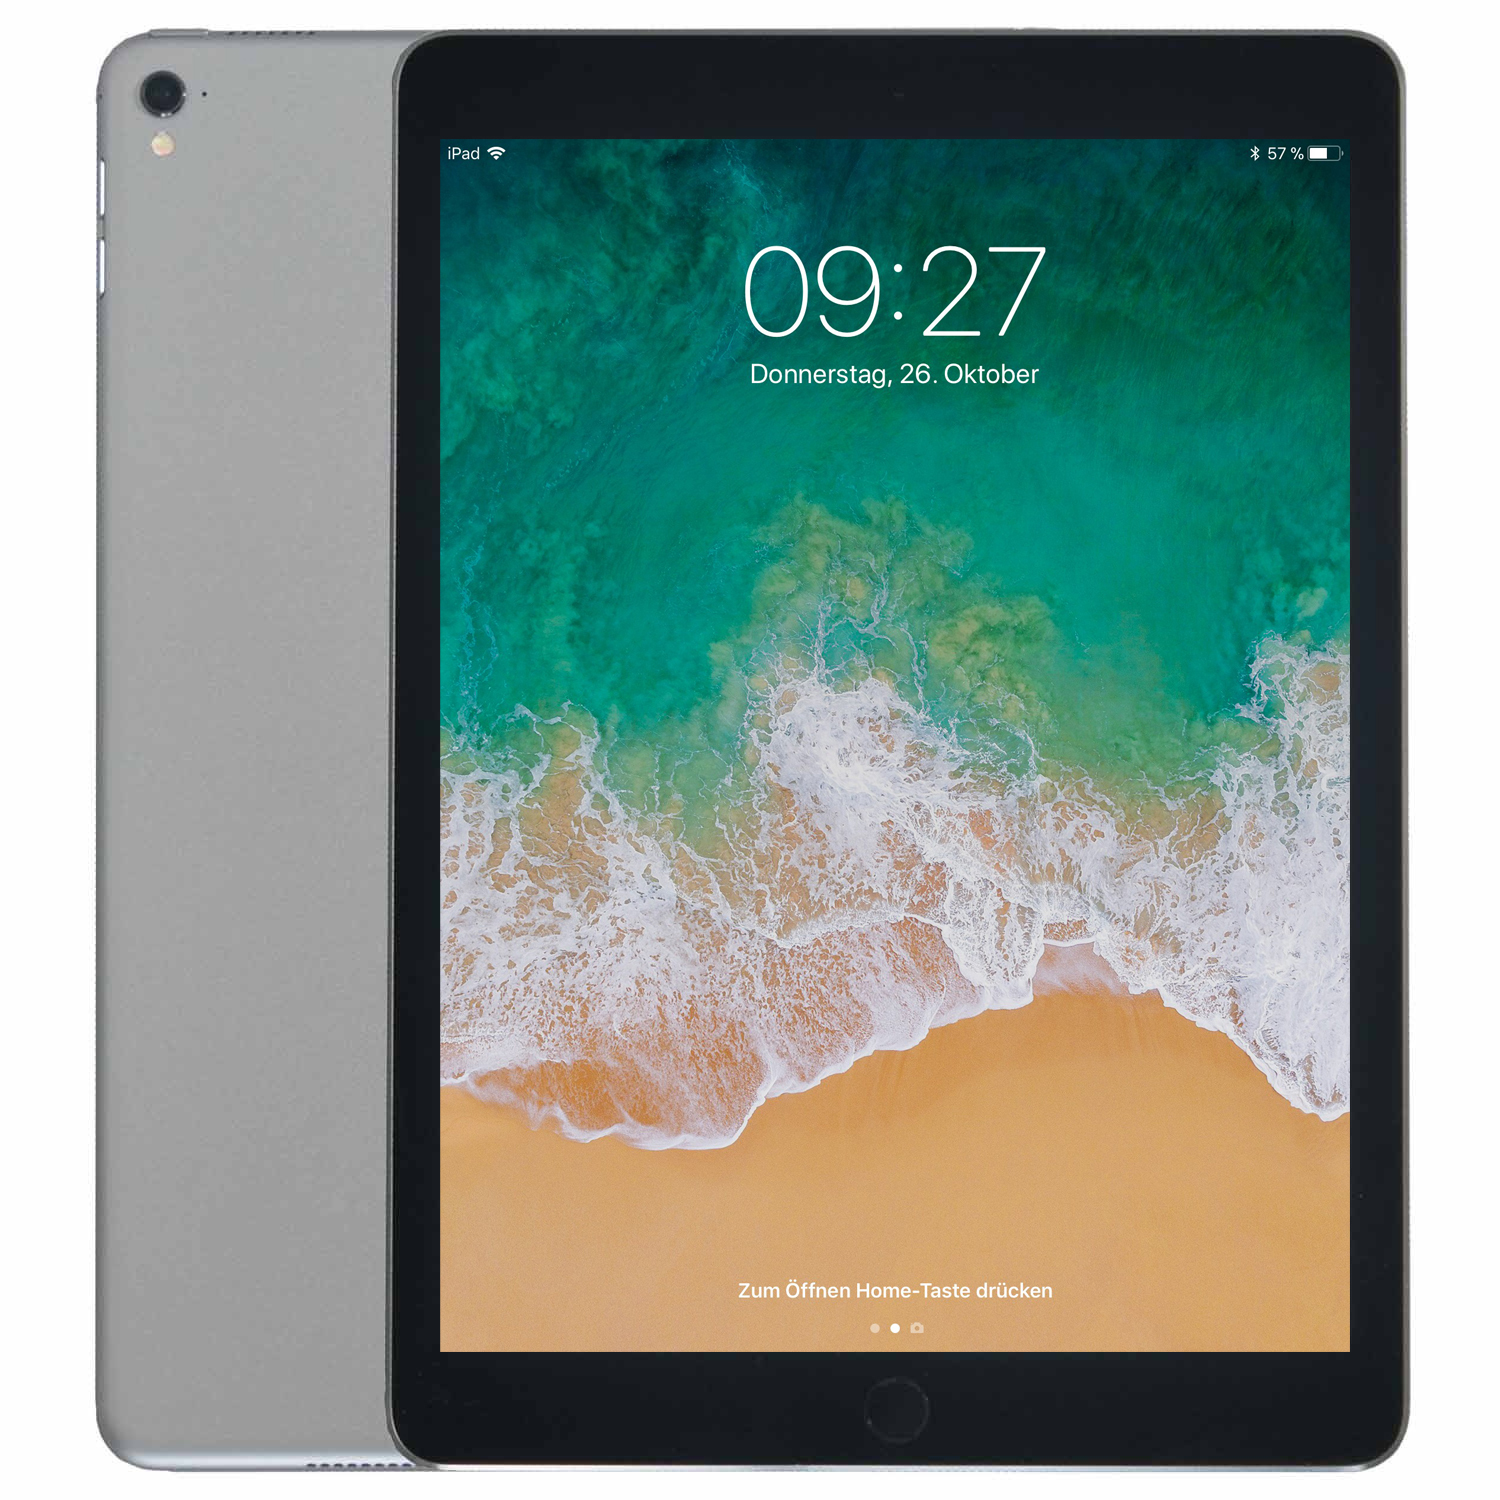 iPad 57 %
09:27
Donnerstag, 26. Oktober
Zum Öffnen Home-Taste drücken